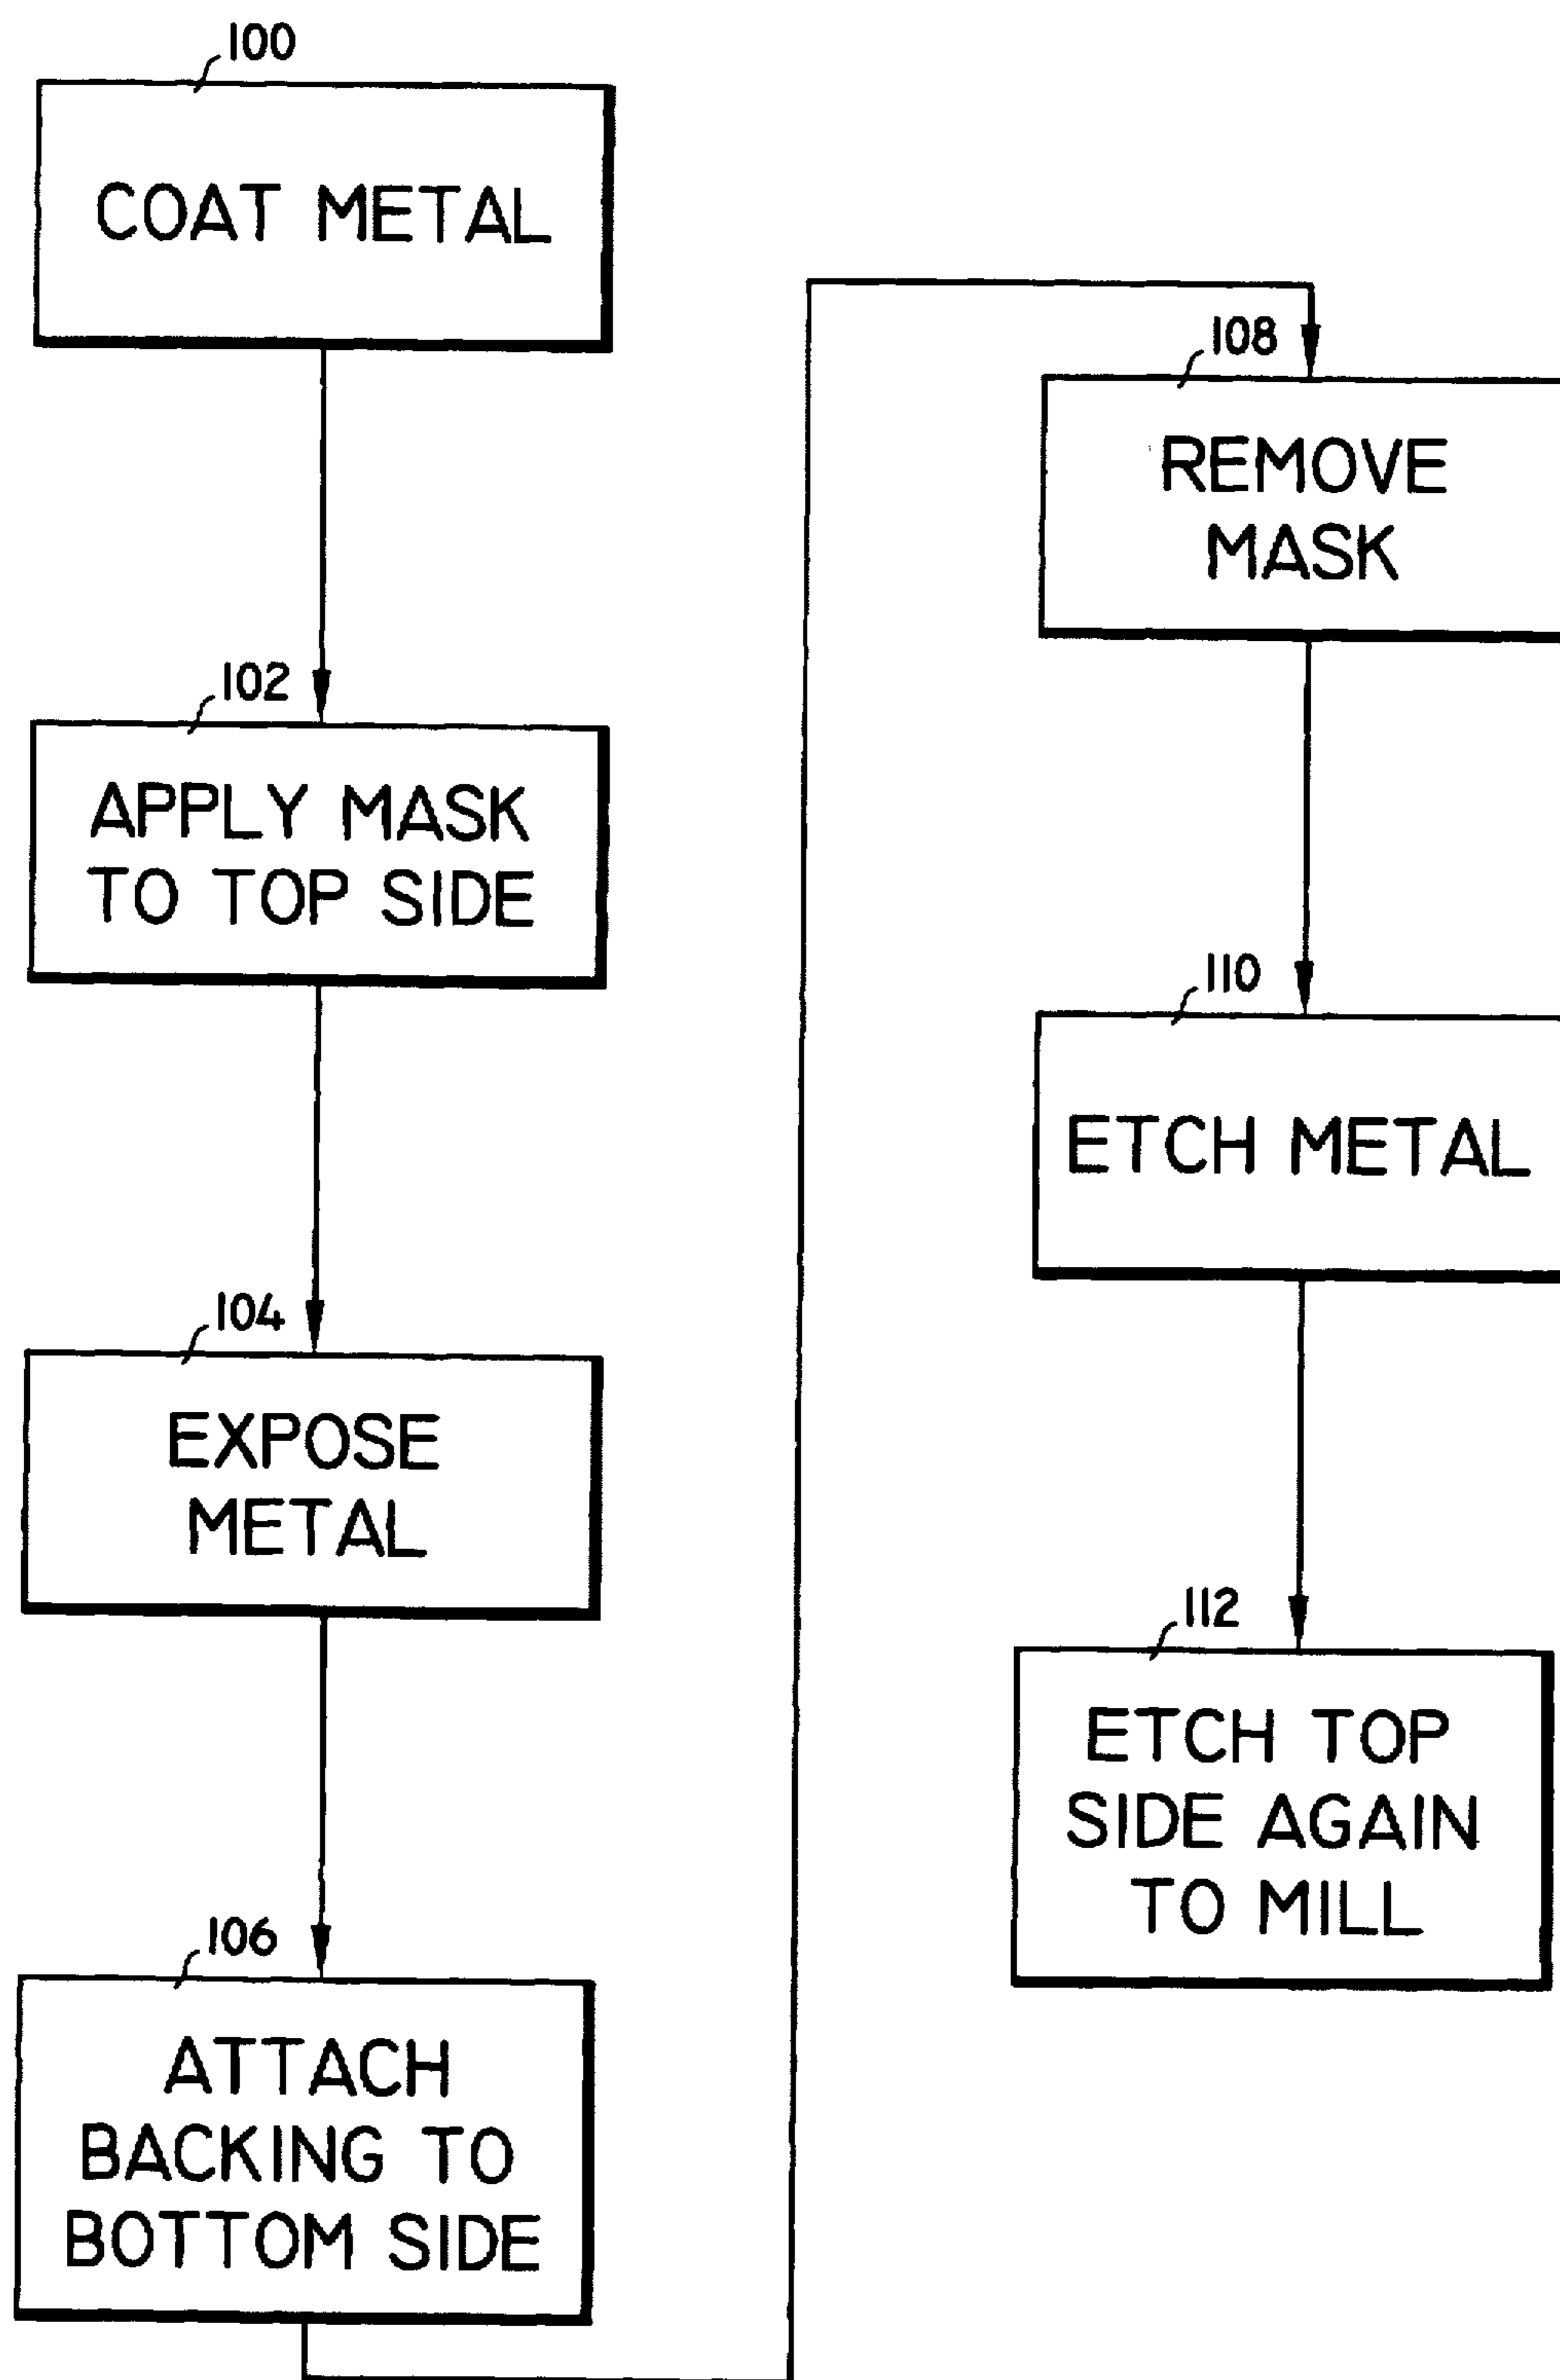 100
COAT METAL
102
APPLY MASK
TO TOP SIDE
104
EXPOSE
METAL
106
ATTACH
BACKING TO
BOTTOM SIDE
108
REMOVE
MASK
110
ETCH METAL
112
ETCH TOP
SIDE AGAIN
TO MILL